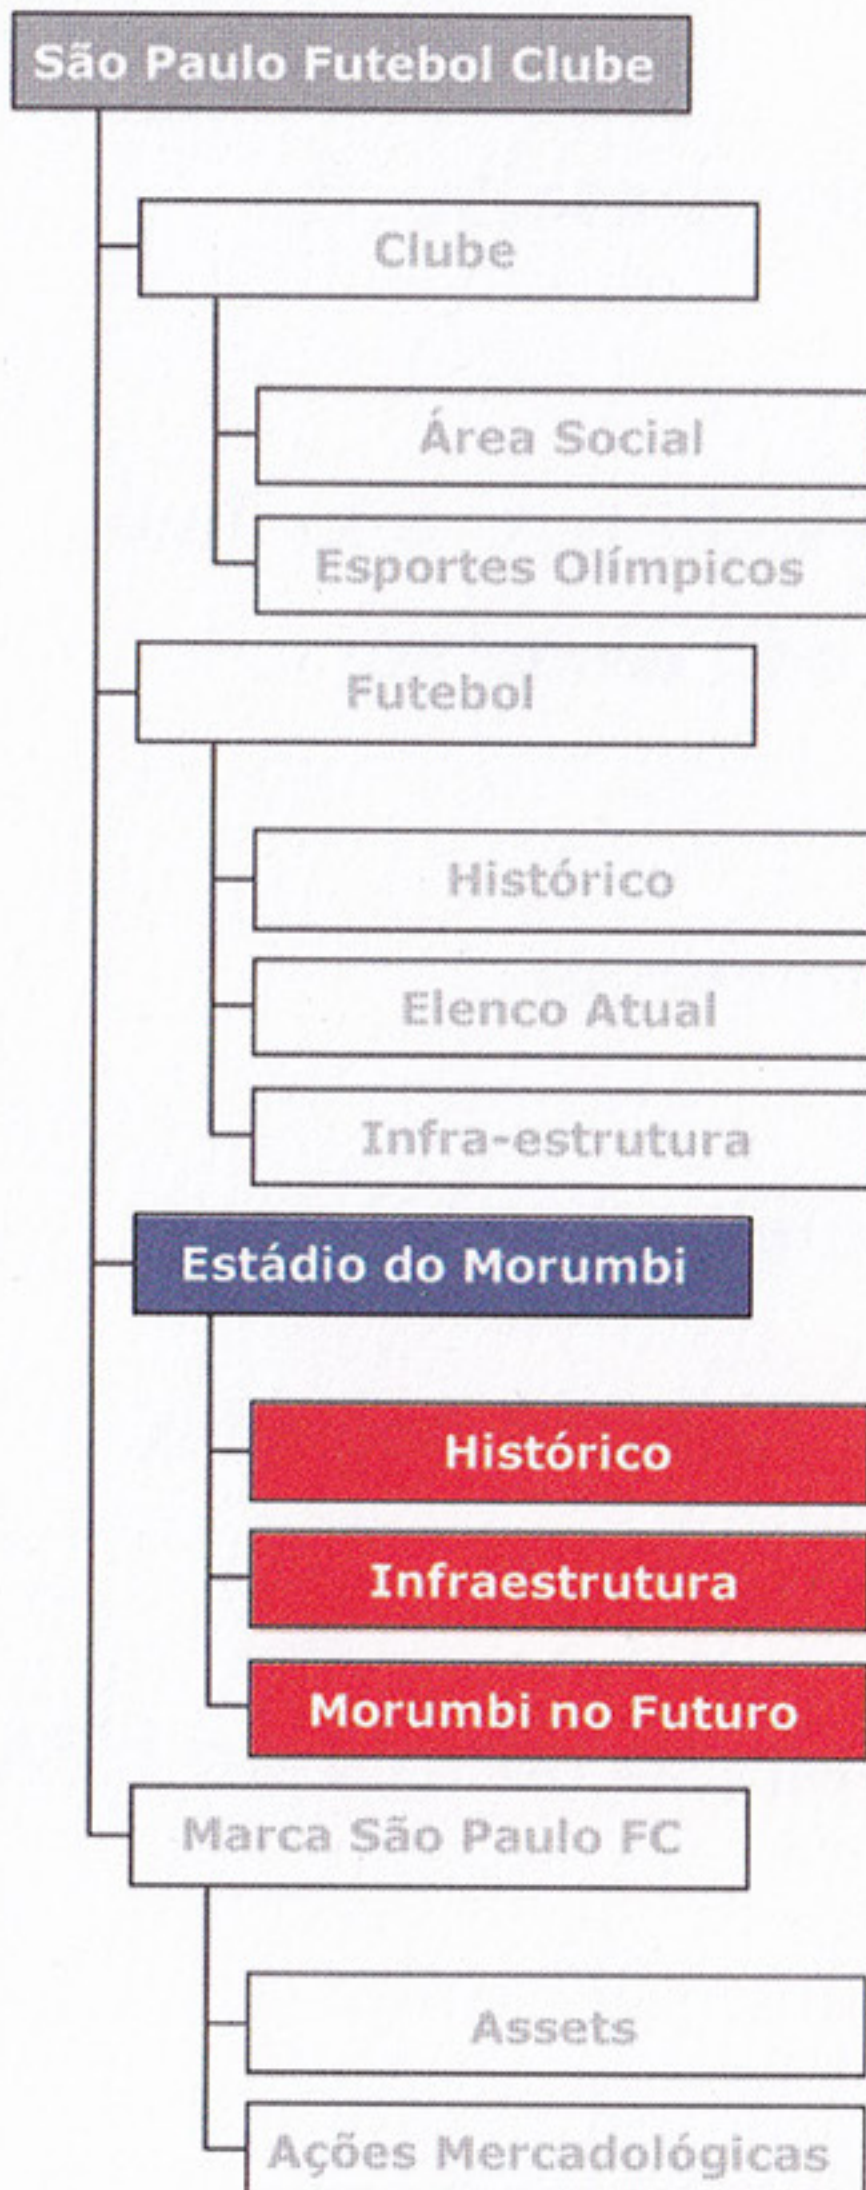 São Paulo Futebol Clube
Clube
Área Social
Esportes Olímpicos
Futebol
Histórico
Elenco Atual
Infra-estrutura
Estádio do Morumbi
Histórico
Infraestrutura
Morumbi no Futuro
Marca São Paulo FC
Assets
Ações Mercadológicas